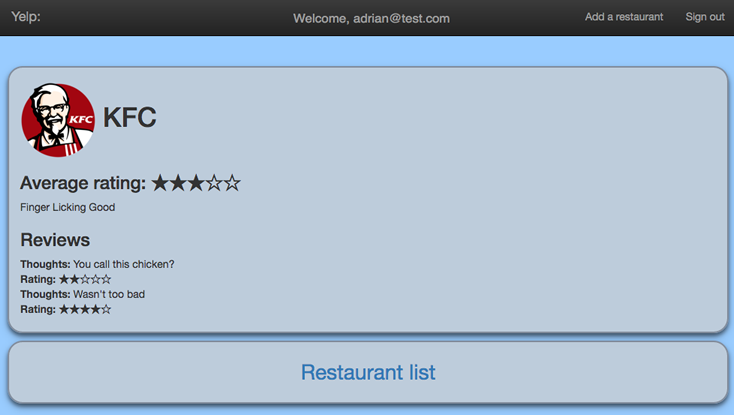 Yelp:
Welcome, adrian@test.com
Add a restaurant
Sign out
KFC
KFC
Average rating: ★★★☆☆
Finger Licking Good
Reviews
Thoughts: You call this chicken?
Rating: ★★☆☆☆
Thoughts: Wasn't too bad
Rating: ★★★★☆
Restaurant list